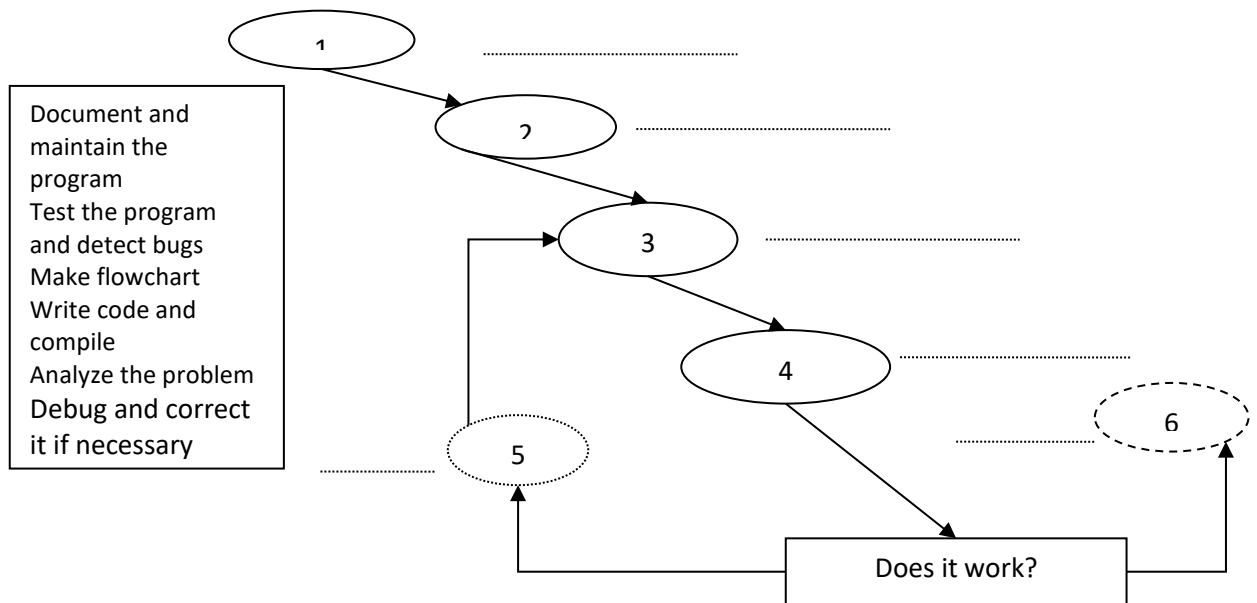 1
2
Document and
maintain the
program
Test the program
and detect bugs
Make flowchart
Write code and
compile
Analyze the problem
Debug and correct
it if necessary
3
4
5
6
Does it work?